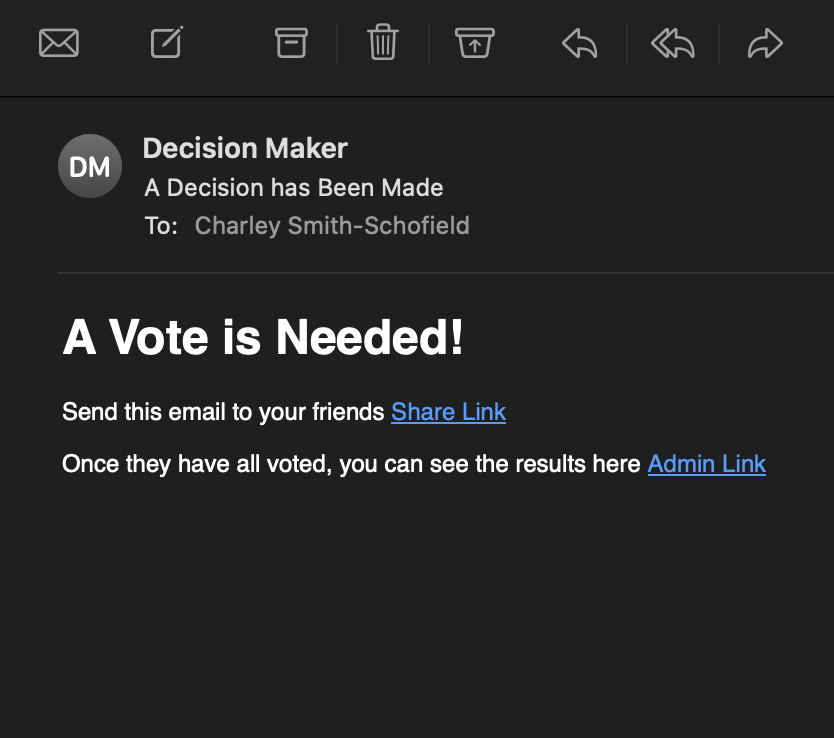 DM
Decision Maker
A Decision has Been Made
To: Charley Smith-Schofield
A Vote is Needed!
Send this email to your friends Share Link
Once they have all voted, you can see the results here Admin Link